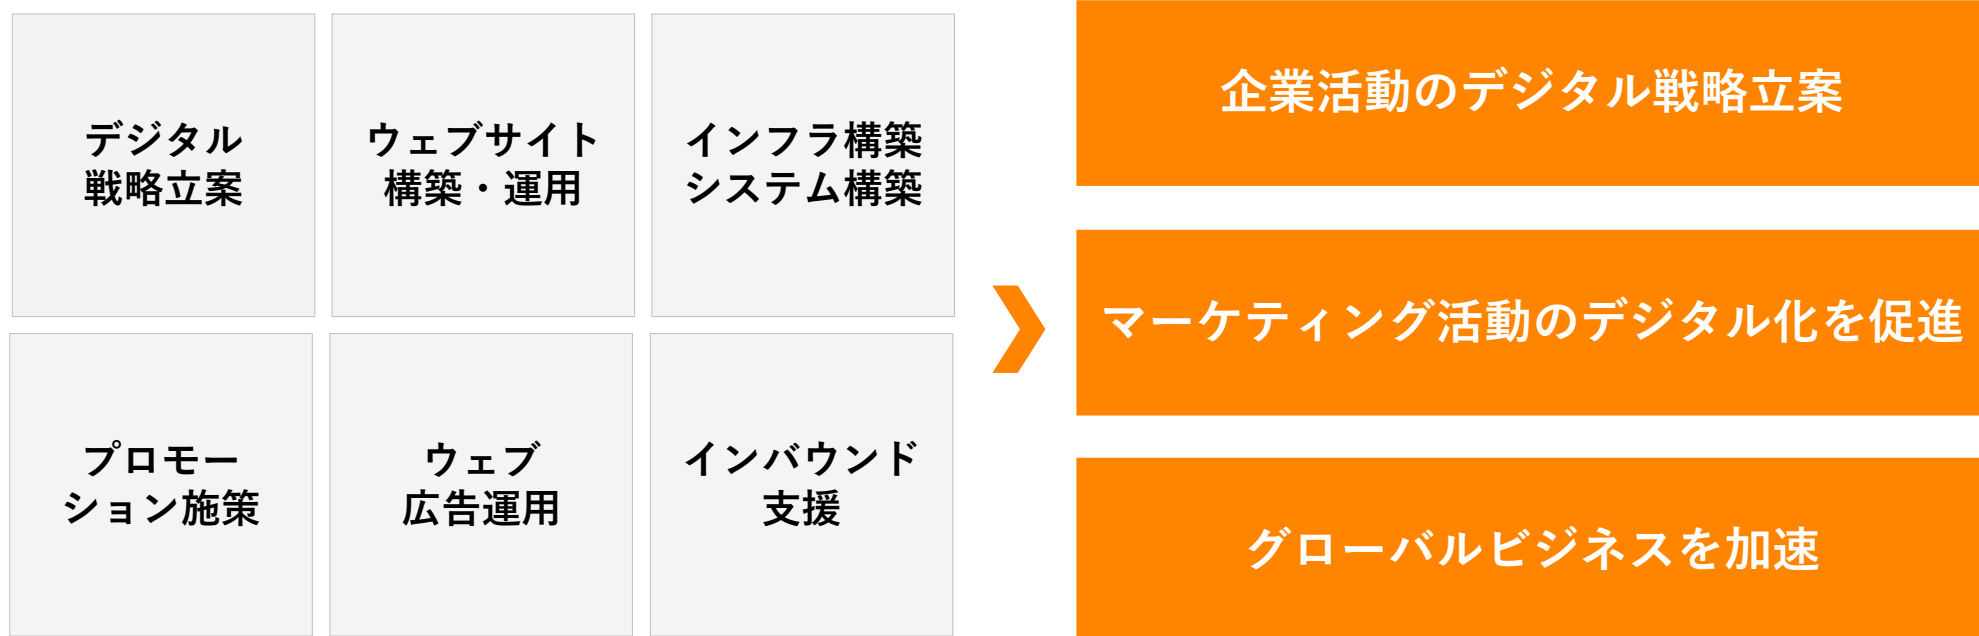 デジタル
戦略立案
ウェブサイト
構築・運用
インフラ構築
システム構築
プロモー
ション施策
ウェブ
広告運用
インバウンド
支援
企業活動のデジタル戦略立案
マーケティング活動のデジタル化を促進
グローバルビジネスを加速